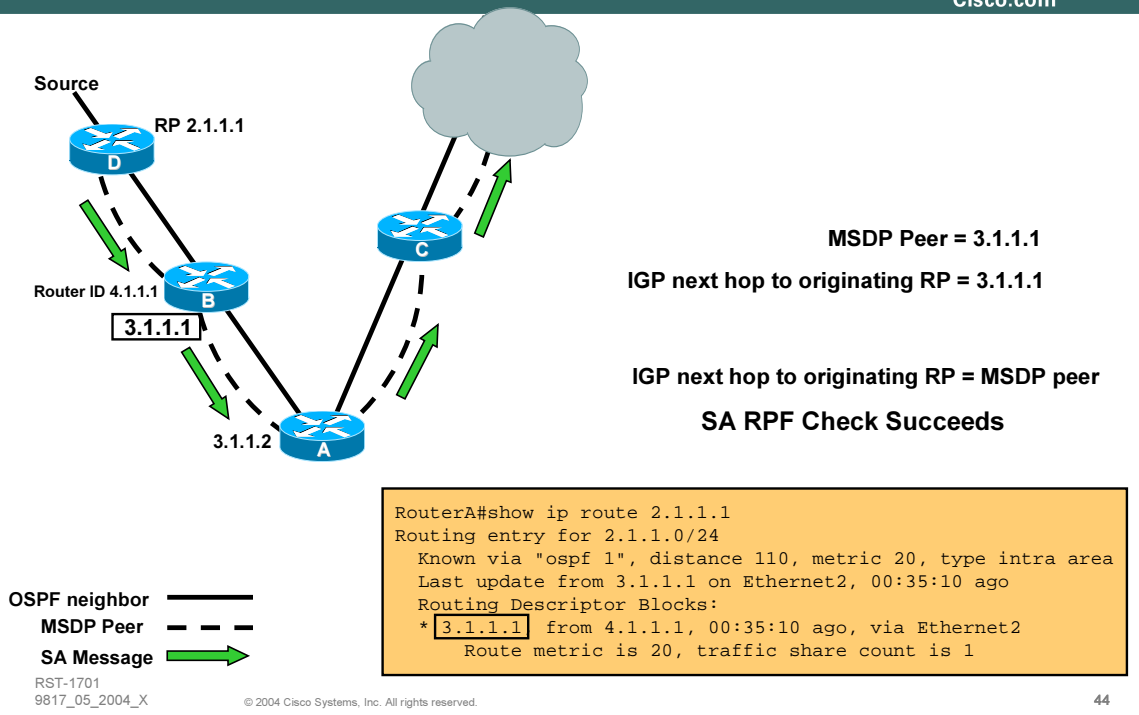 Cisco.com
Source
RP 2.1.1.1
D
C
Router ID 4.1.1.1
B
3.1.1.1
3.1.1.2
A
MSDP Peer = 3.1.1.1
IGP next hop to originating RP = 3.1.1.1
IGP next hop to originating RP = MSDP peer
SA RPF Check Succeeds
RouterA#show ip route 2.1.1.1
Routing entry for 2.1.1.0/24
Known via "ospf 1", distance 110, metric 20, type intra area
Last update from 3.1.1.1 on Ethernet2, 00:35:10 ago
Routing Descriptor Blocks:
* 3.1.1.1 from 4.1.1.1, 00:35:10 ago, via Ethernet2
Route metric is 20, traffic share count is 1
OSPF neighbor
MSDP Peer
SA Message
RST-1701
9817_05_2004_X
© 2004 Cisco Systems, Inc. All rights reserved.
44